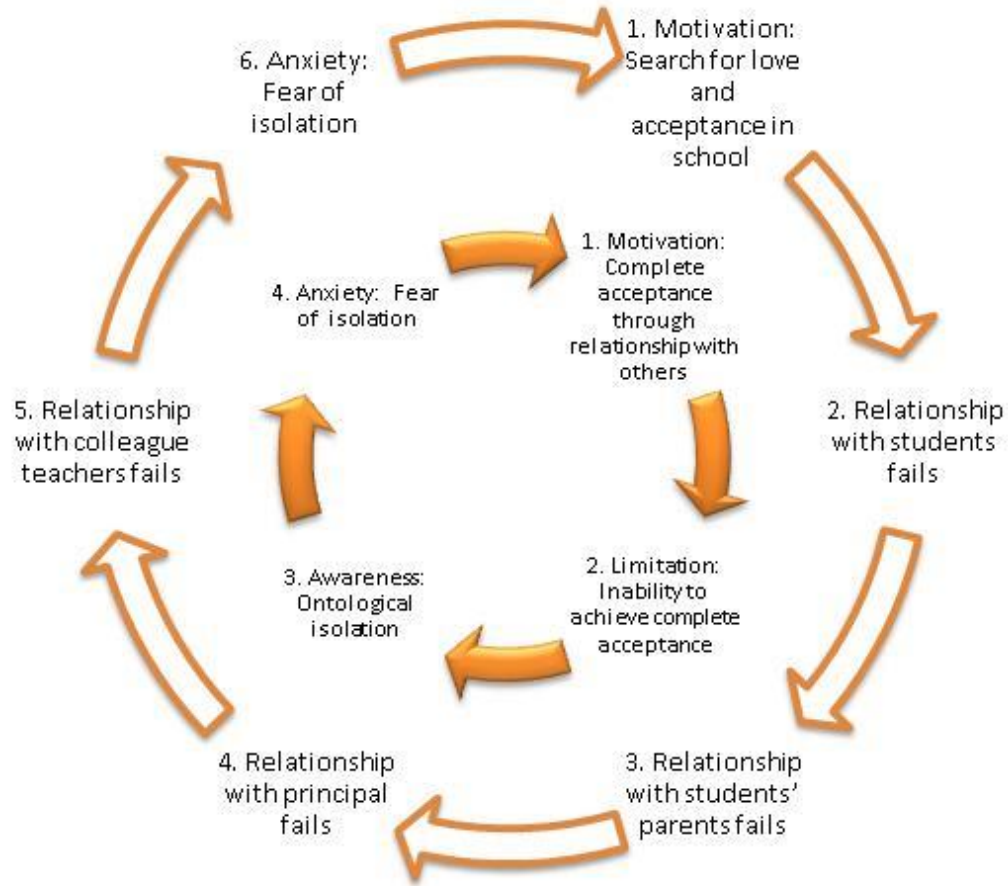 1. Motivation:
Search for love
and
acceptance in
school
2. Relationship
with students
fails
3. Relationship
with students’
parents fails
4. Relationship
with principal
fails
5. Relationship
with colleague
teachers fails
6. Anxiety:
Fear of
isolation
1. Motivation:
Complete
acceptance
through
relationship with
others
2. Limitation:
Inability to
achieve complete
acceptance
3. Awareness:
Ontological
isolation
4. Anxiety: Fear
of isolation